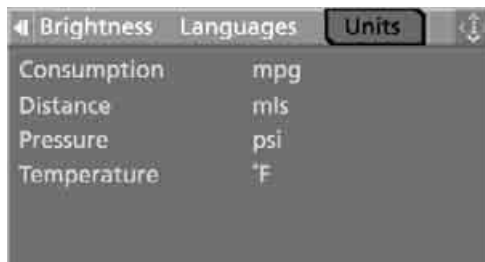 Brightness Languages Units
Consumption mpg
Distance mls
Pressure psi
Temperature °F